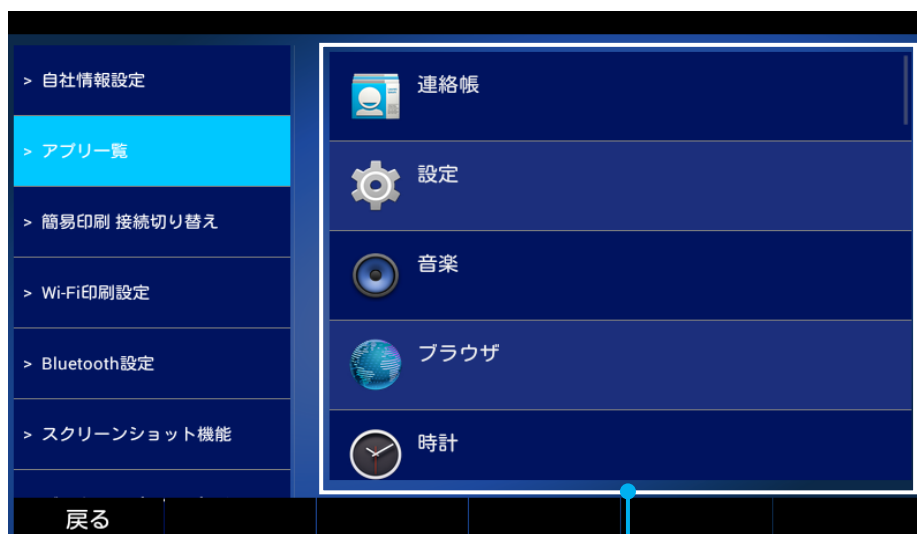 > 自社情報設定
> アプリ一覧
> 簡易印刷 接続切り替え
> Wi-Fi印刷設定
> Bluetooth設定
> スクリーンショット機能
連絡帳
設定
音楽
ブラウザ
時計
戻る